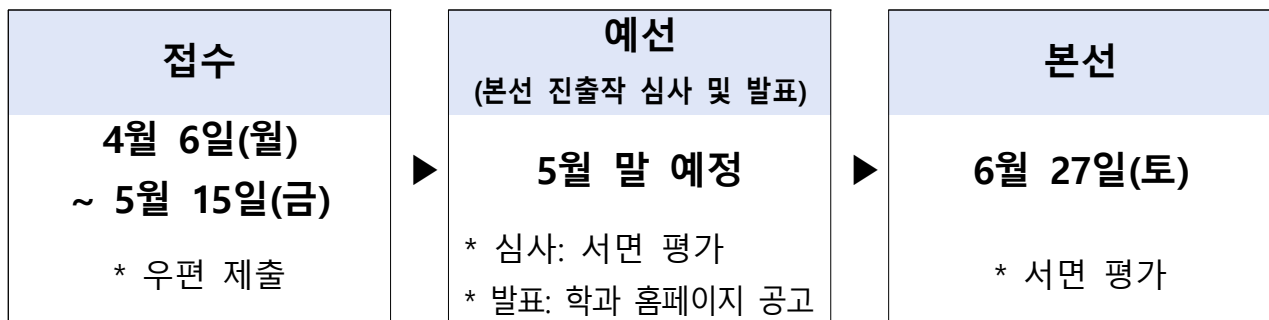 접수
4월 6일(월)
~ 5월 15일(금)
* 우편 제출
▶
예선
(본선 진출작 심사 및 발표)
5월 말 예정
* 심사: 서면 평가
* 발표: 학과 홈페이지 공고
▶
본선
6월 27일(토)
* 서면 평가